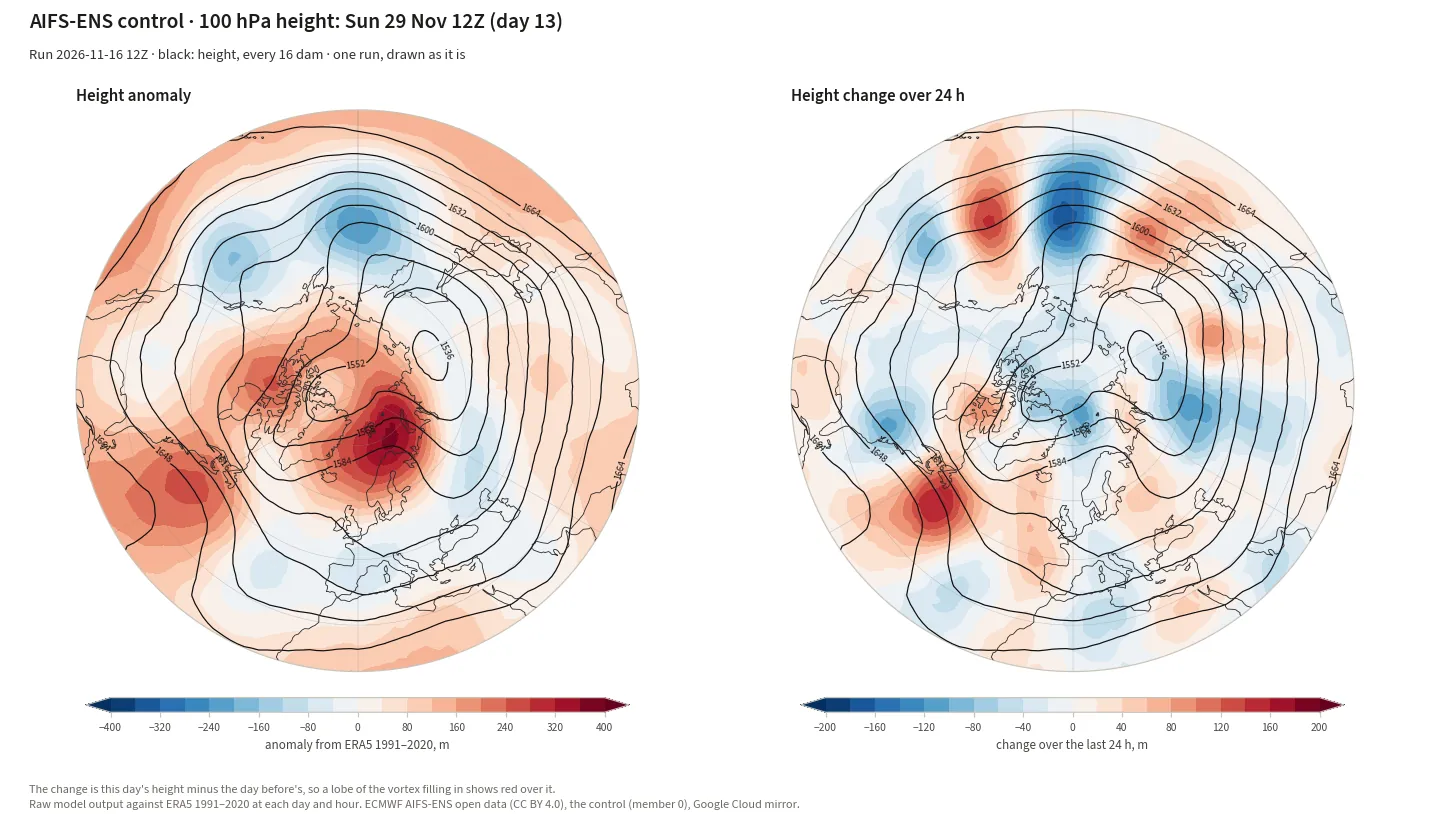 AIFS-ENS control · 100 hPa height: Sun 29 Nov 12Z (day 13)
Run 2026-11-16 12Z · black: height, every 16 dam · one run, drawn as it is
Height anomaly
Height change over 24 h
1632
1664
1600
1536
1552
1584
1648
1664
1632
1664
1600
1536
1552
1584
1648
1664
−400 −320 −240 −160 −80 0 80 160 240 320 400
anomaly from ERA5 1991–2020, m
−200 −160 −120 −80 −40 0 40 80 120 160 200
change over the last 24 h, m
The change is this day's height minus the day before's, so a lobe of the vortex filling in shows red over it.
Raw model output against ERA5 1991–2020 at each day and hour. ECMWF AIFS-ENS open data (CC BY 4.0), the control (member 0), Google Cloud mirror.